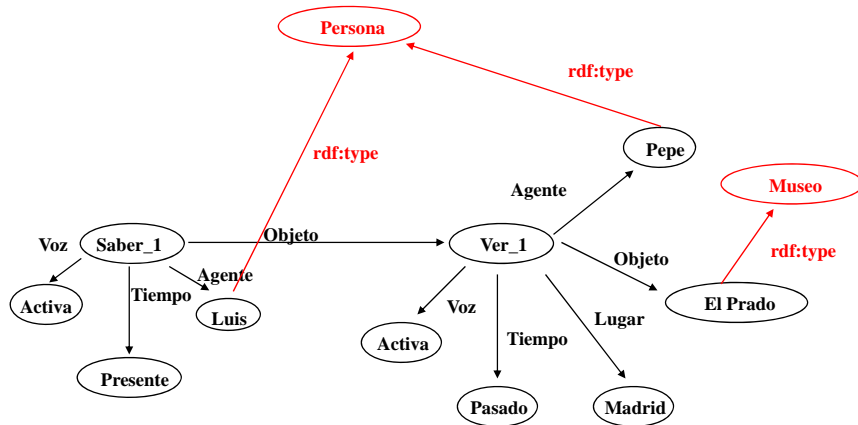 Persona
rdf:type
rdf:type
Pepe
Museo
Agente
Voz
Saber_1
Objeto
Ver_1
Objeto
rdf:type
Agente
Activa
Tiempo
Luis
Voz
Lugar
El Prado
Activa
Tiempo
Presente
Pasado
Madrid